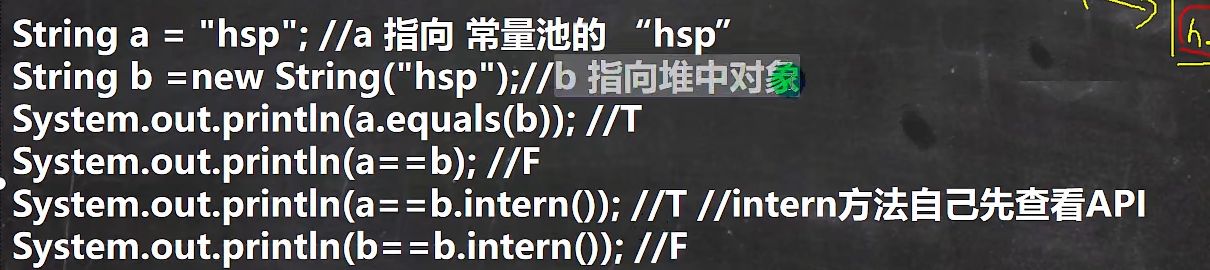 String a = "hsp"; //a 指向 常量池的 “hsp”
String b =new String("hsp");//b 指向堆中对象
System.out.println(a.equals(b)); //T
System.out.println(a==b); //F
System.out.println(a==b.intern()); //T //intern方法自己先查看API
System.out.println(b==b.intern()); //F